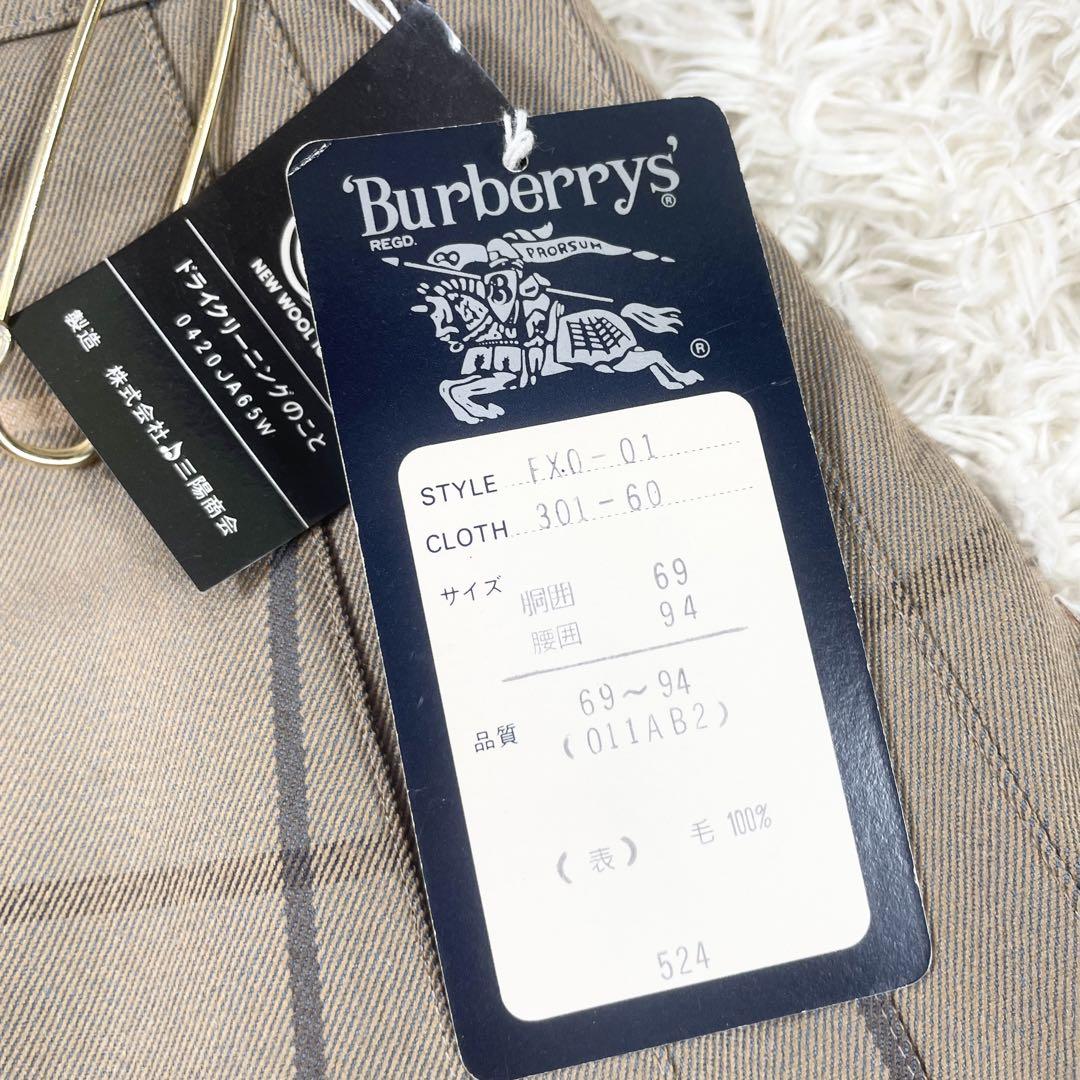 'Burberrys'
®
REGD.
PRORSUM
®
STYLE FXO-01
CLOTH 301-60
サイズ
胴囲 69
腰囲 94
69～94
品質 (011AB2)
(表) 毛 100%
524
NEW WOOL
ドライクリーニングのこと
0420JA65W
製造 株式会社 三陽商会